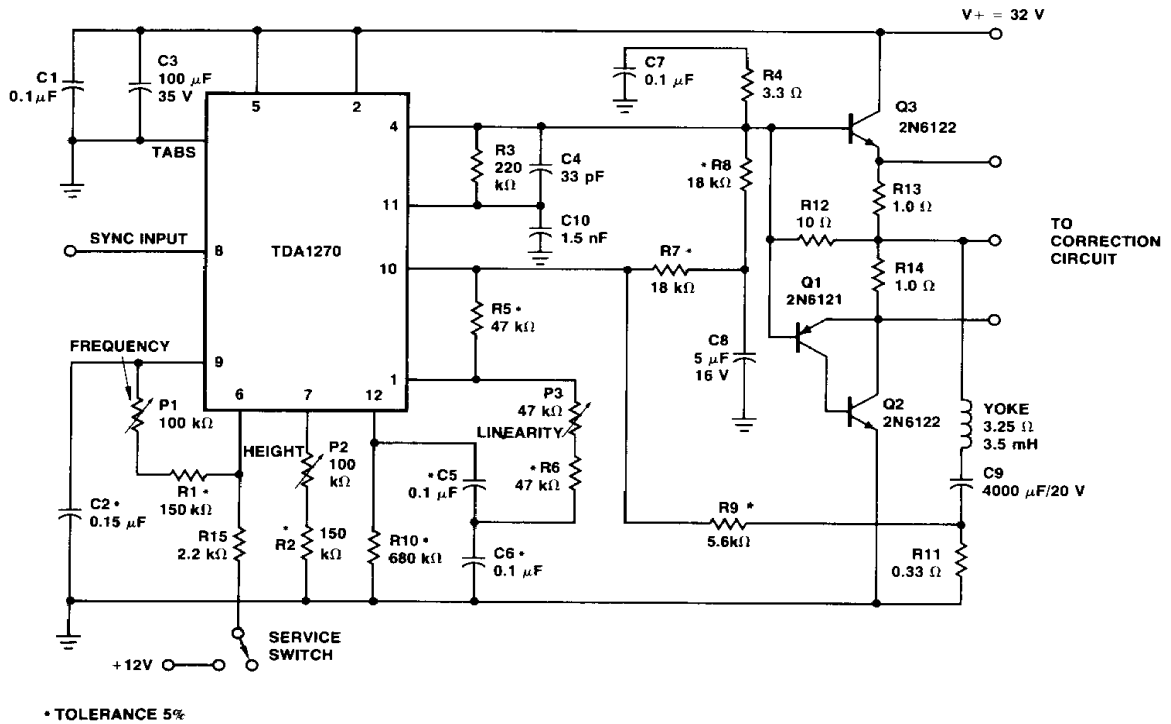 V+ = 32 V
C1
0.1 μF
C3
100 μF
35 V
5
2
TABS
C7
0.1 μF
R4
3.3 Ω
Q3
2N6122
4
R3
220
kΩ
C4
33 pF
* R8
18 kΩ
R13
1.0 Ω
11
C10
1.5 nF
R12
10 Ω
TO
CORRECTION
CIRCUIT
SYNC INPUT
8
TDA1270
10
R7 *
18 kΩ
R14
1.0 Ω
Q1
2N6121
R5 *
47 kΩ
C8
5 μF
16 V
FREQUENCY
9
1
P1
100 kΩ
6
7
12
P3
47 kΩ
LINEARITY
Q2
2N6122
YOKE
3.25 Ω
3.5 mH
HEIGHT
P2
100
kΩ
* R6
47 kΩ
* C5
0.1 μF
C9
4000 μF/20 V
C2 *
0.15 μF
R1 *
150 kΩ
R9 *
5.6kΩ
R15
2.2 kΩ
*
R2
150
kΩ
R10 *
680 kΩ
C6 *
0.1 μF
R11
0.33 Ω
SERVICE
SWITCH
+12V
* TOLERANCE 5%